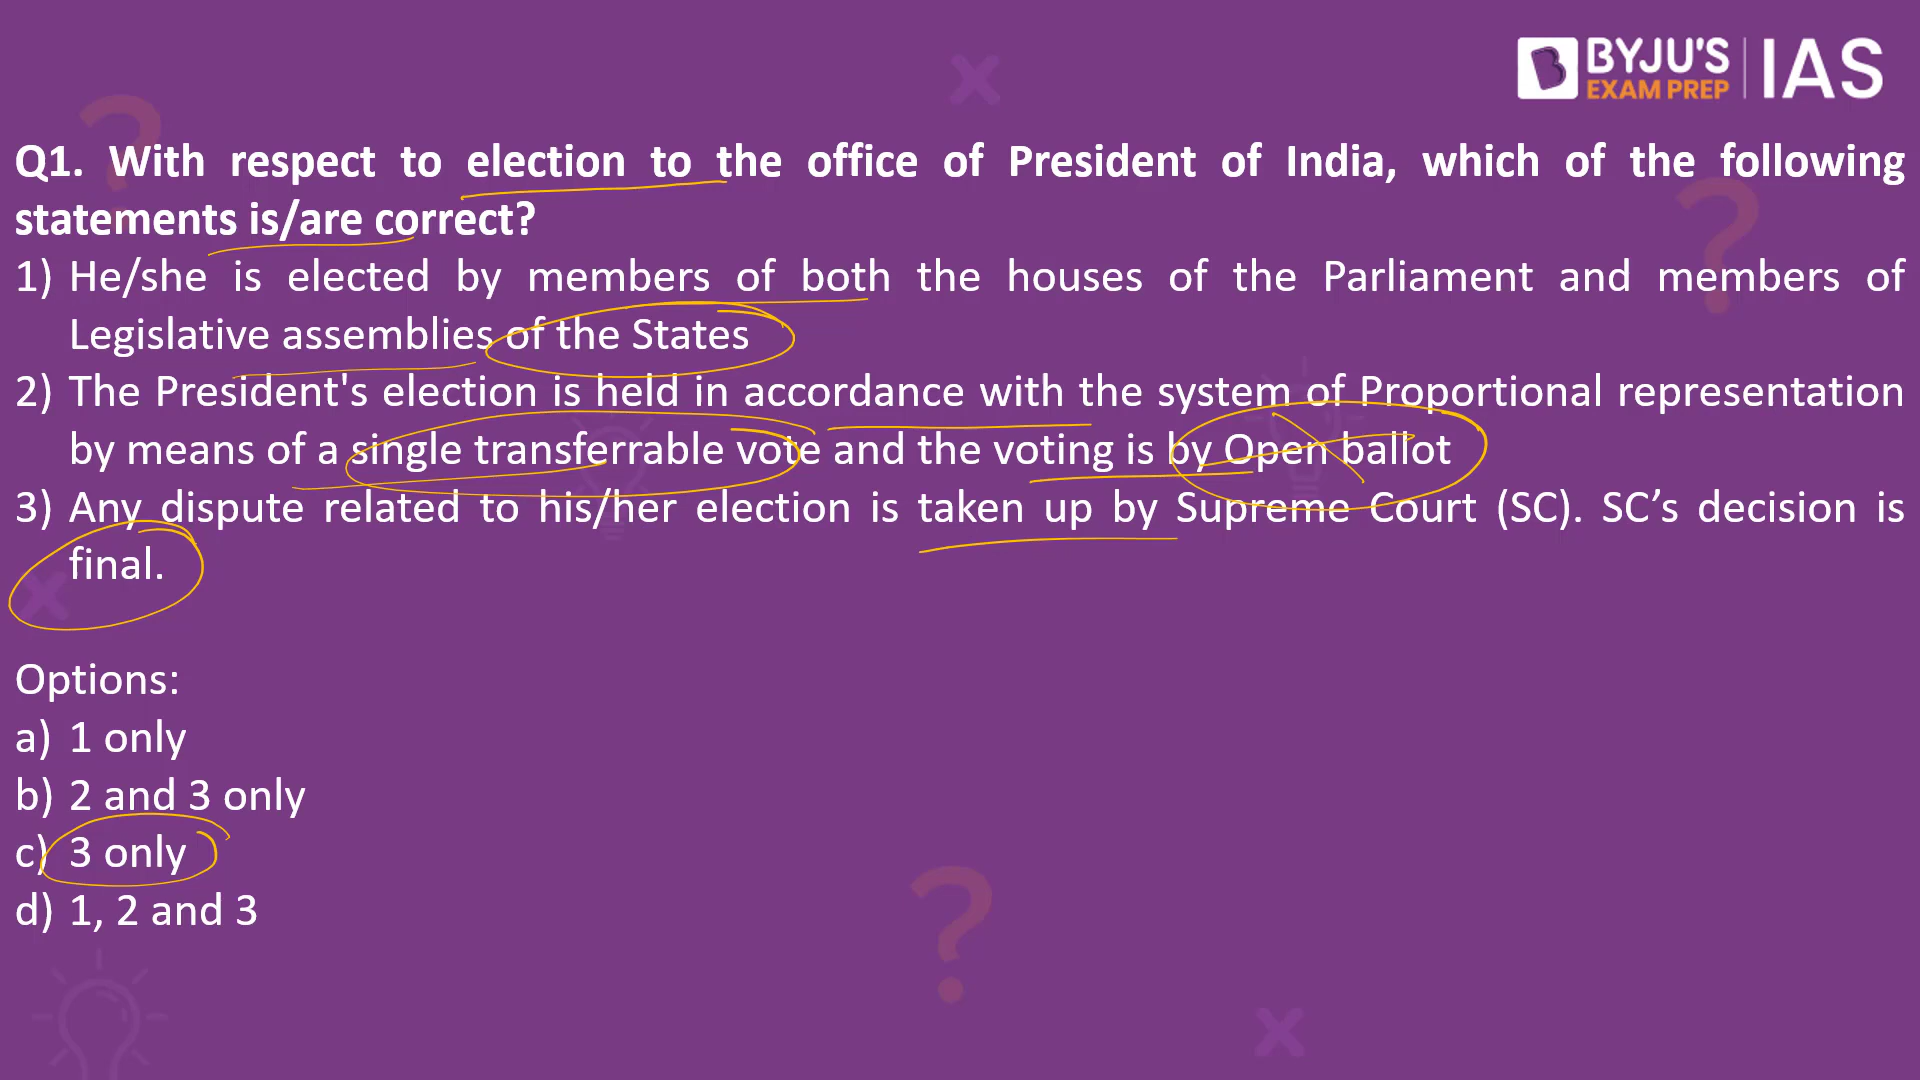 BYJU'S
EXAM PREP
IAS
Q1. With respect to election to the office of President of India, which of the following
statements is/are correct?
1) He/she is elected by members of both the houses of the Parliament and members of
Legislative assemblies of the States
2) The President's election is held in accordance with the system of Proportional representation
by means of a single transferrable vote and the voting is by Open ballot
3) Any dispute related to his/her election is taken up by Supreme Court (SC). SC’s decision is
final.
Options:
a) 1 only
b) 2 and 3 only
c) 3 only
d) 1, 2 and 3